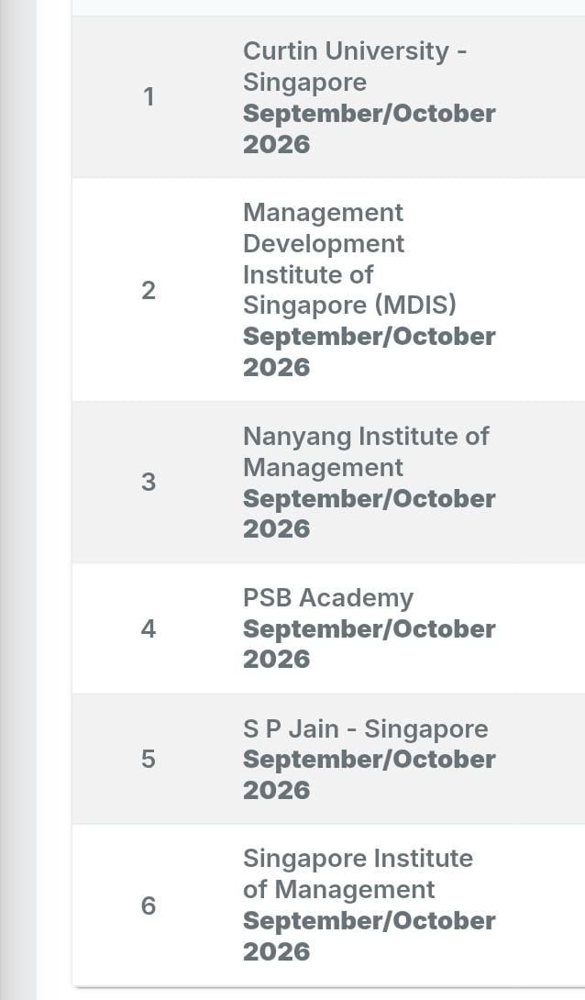 1
Curtin University -
Singapore
September/October
2026
2
Management
Development
Institute of
Singapore (MDIS)
September/October
2026
3
Nanyang Institute of
Management
September/October
2026
4
PSB Academy
September/October
2026
5
S P Jain - Singapore
September/October
2026
6
Singapore Institute
of Management
September/October
2026